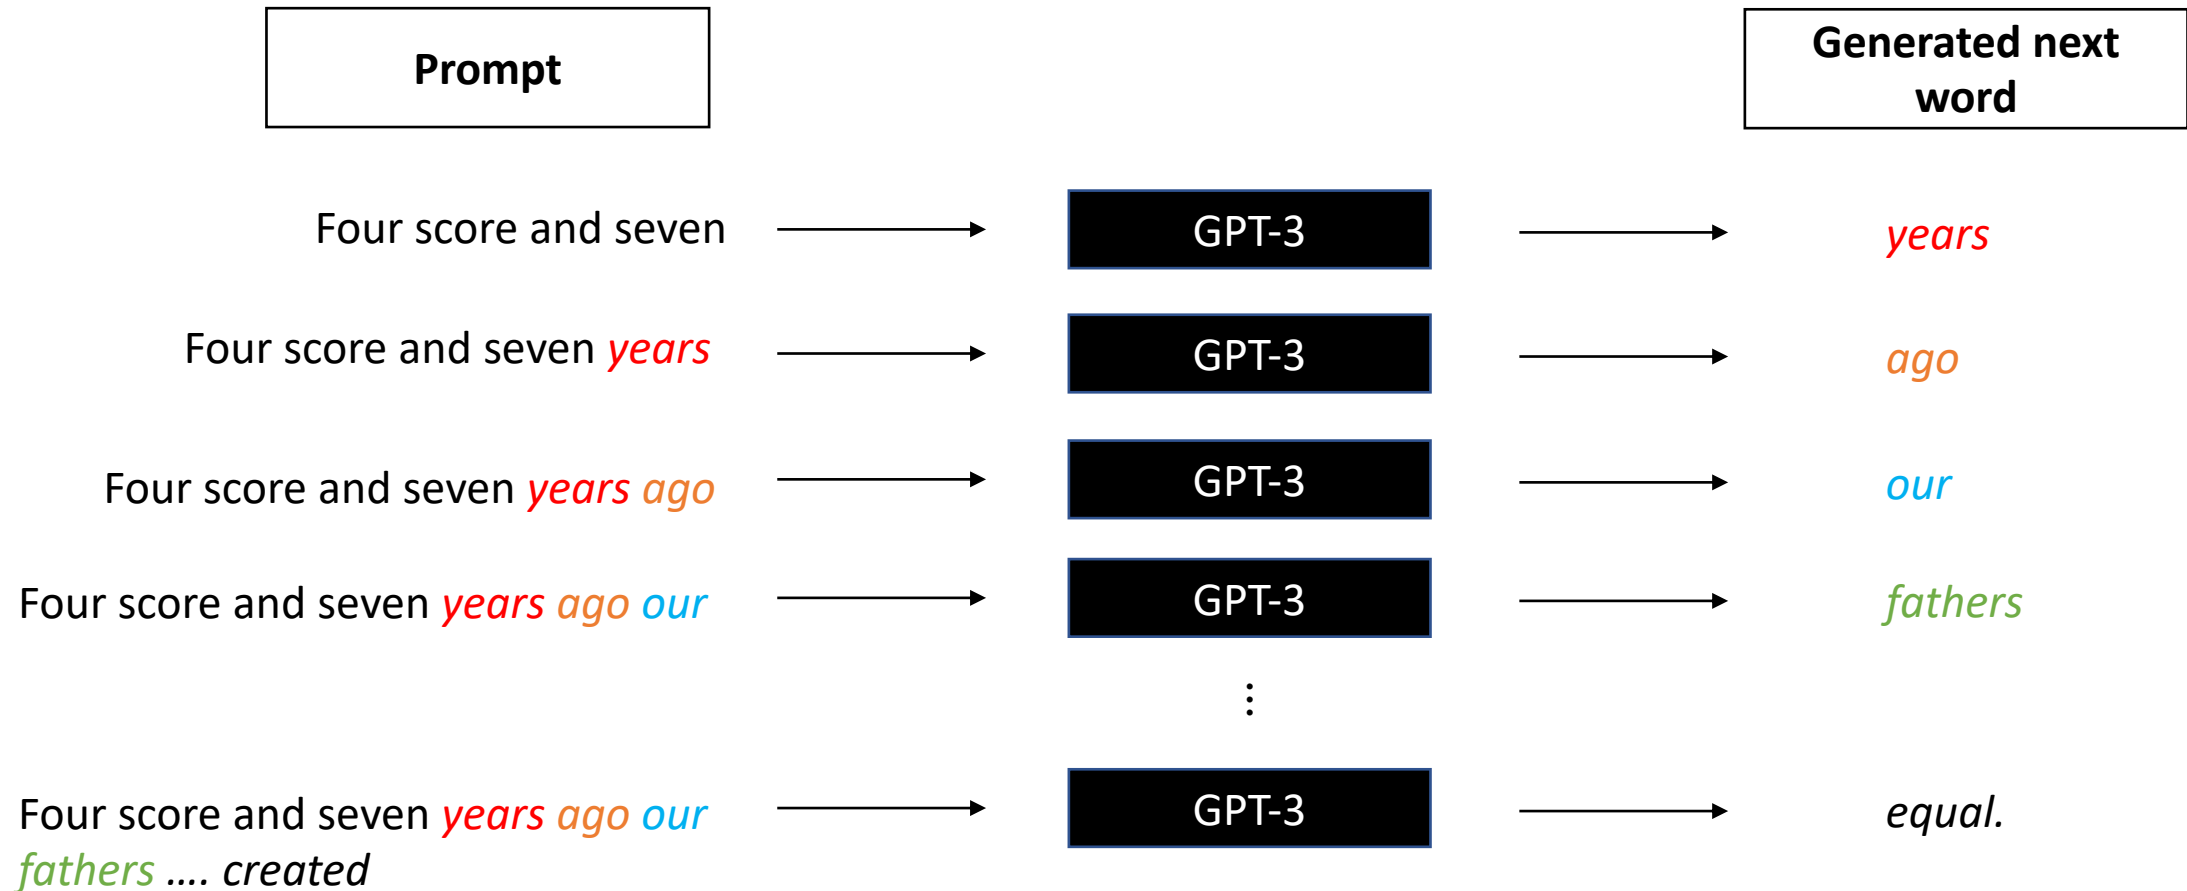 Prompt
Generated next
word
Four score and seven
GPT-3
years
Four score and seven years
GPT-3
ago
Four score and seven years ago
GPT-3
our
Four score and seven years ago our
GPT-3
fathers
⋮
Four score and seven years ago our
fathers .... created
GPT-3
equal.